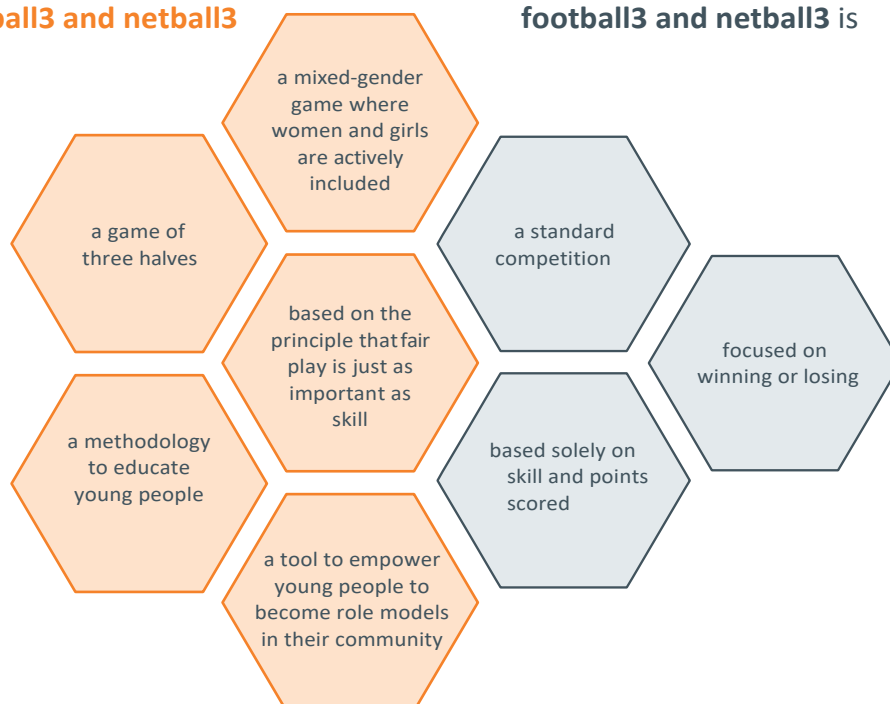 ball3 and netball3
football3 and netball3 is
a mixed-gender
game where
women and girls
are actively
included
a game of
three halves
a standard
competition
based on the
principle that fair
play is just as
important as
skill
focused on
winning or losing
a methodology
to educate
young people
based solely on
skill and points
scored
a tool to empower
young people to
become role models
in their community